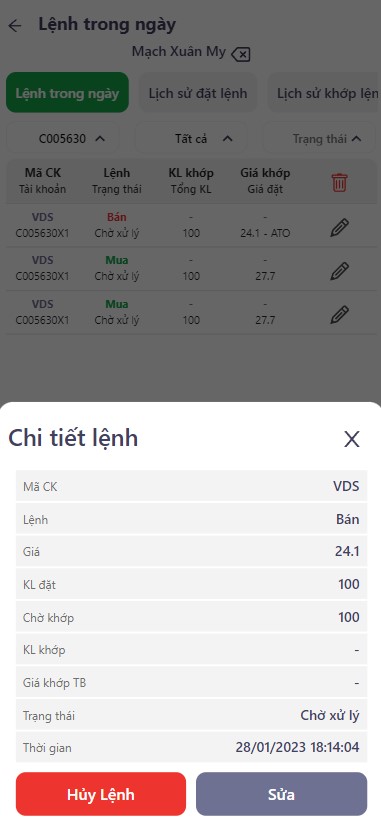 Lệnh trong ngày
Mạch Xuân My
Lệnh trong ngày Lịch sử đặt lệnh Lịch sử khớp lện
C005630 Tất cả Trạng thái
Mã CK Lệnh KL khớp Giá khớp
Tài khoản Trạng thái Tổng KL Giá đặt
VDS Bán - -
C005630X1 Chờ xử lý 100 24.1 - ATO
VDS Mua - -
C005630X1 Chờ xử lý 100 27.7
VDS Mua - -
C005630X1 Chờ xử lý 100 27.7
Chi tiết lệnh X
Mã CK VDS
Lệnh Bán
Giá 24.1
KL đặt 100
Chờ khớp 100
KL khớp -
Giá khớp TB -
Trạng thái Chờ xử lý
Thời gian 28/01/2023 18:14:04
Hủy Lệnh Sửa